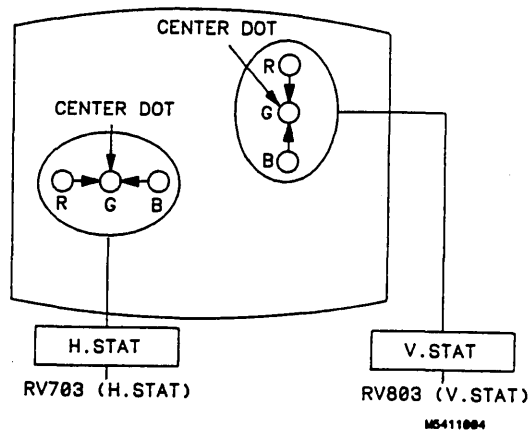 CENTER DOT
R
G
B
CENTER DOT
R G B
H.STAT
RV703 (H.STAT)
V.STAT
RV803 (V.STAT)
M5411004